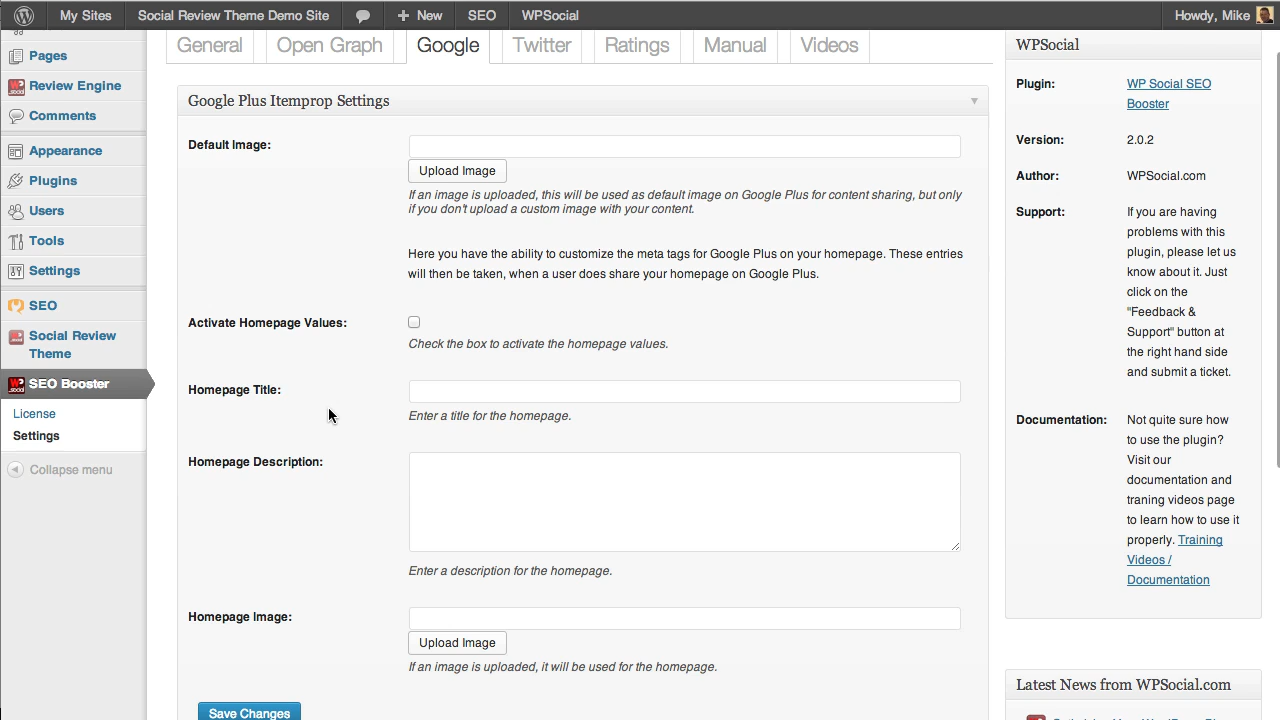 My Sites
Social Review Theme Demo Site
New
SEO
WPSocial
Howdy, Mike
Pages
Review Engine
Comments
Appearance
Plugins
Users
Tools
Settings
SEO
Social Review
Theme
SEO Booster
License
Settings
Collapse menu
General
Open Graph
Google
Twitter
Ratings
Manual
Videos
Google Plus Itemprop Settings
Default Image:
Upload Image
If an image is uploaded, this will be used as default image on Google Plus for content sharing, but only
if you don't upload a custom image with your content.
Here you have the ability to customize the meta tags for Google Plus on your homepage. These entries
will then be taken, when a user does share your homepage on Google Plus.
Activate Homepage Values:
Check the box to activate the homepage values.
Homepage Title:
Enter a title for the homepage.
Homepage Description:
Enter a description for the homepage.
Homepage Image:
Upload Image
If an image is uploaded, it will be used for the homepage.
Save Changes
WPSocial
Plugin:
WP Social SEO
Booster
Version:
2.0.2
Author:
WPSocial.com
Support:
If you are having
problems with this
plugin, please let us
know about it. Just
click on the
"Feedback &
Support" button at
the right hand side
and submit a ticket.
Documentation:
Not quite sure how
to use the plugin?
Visit our
documentation and
traning videos page
to learn how to use it
properly. Training
Videos /
Documentation
Latest News from WPSocial.com